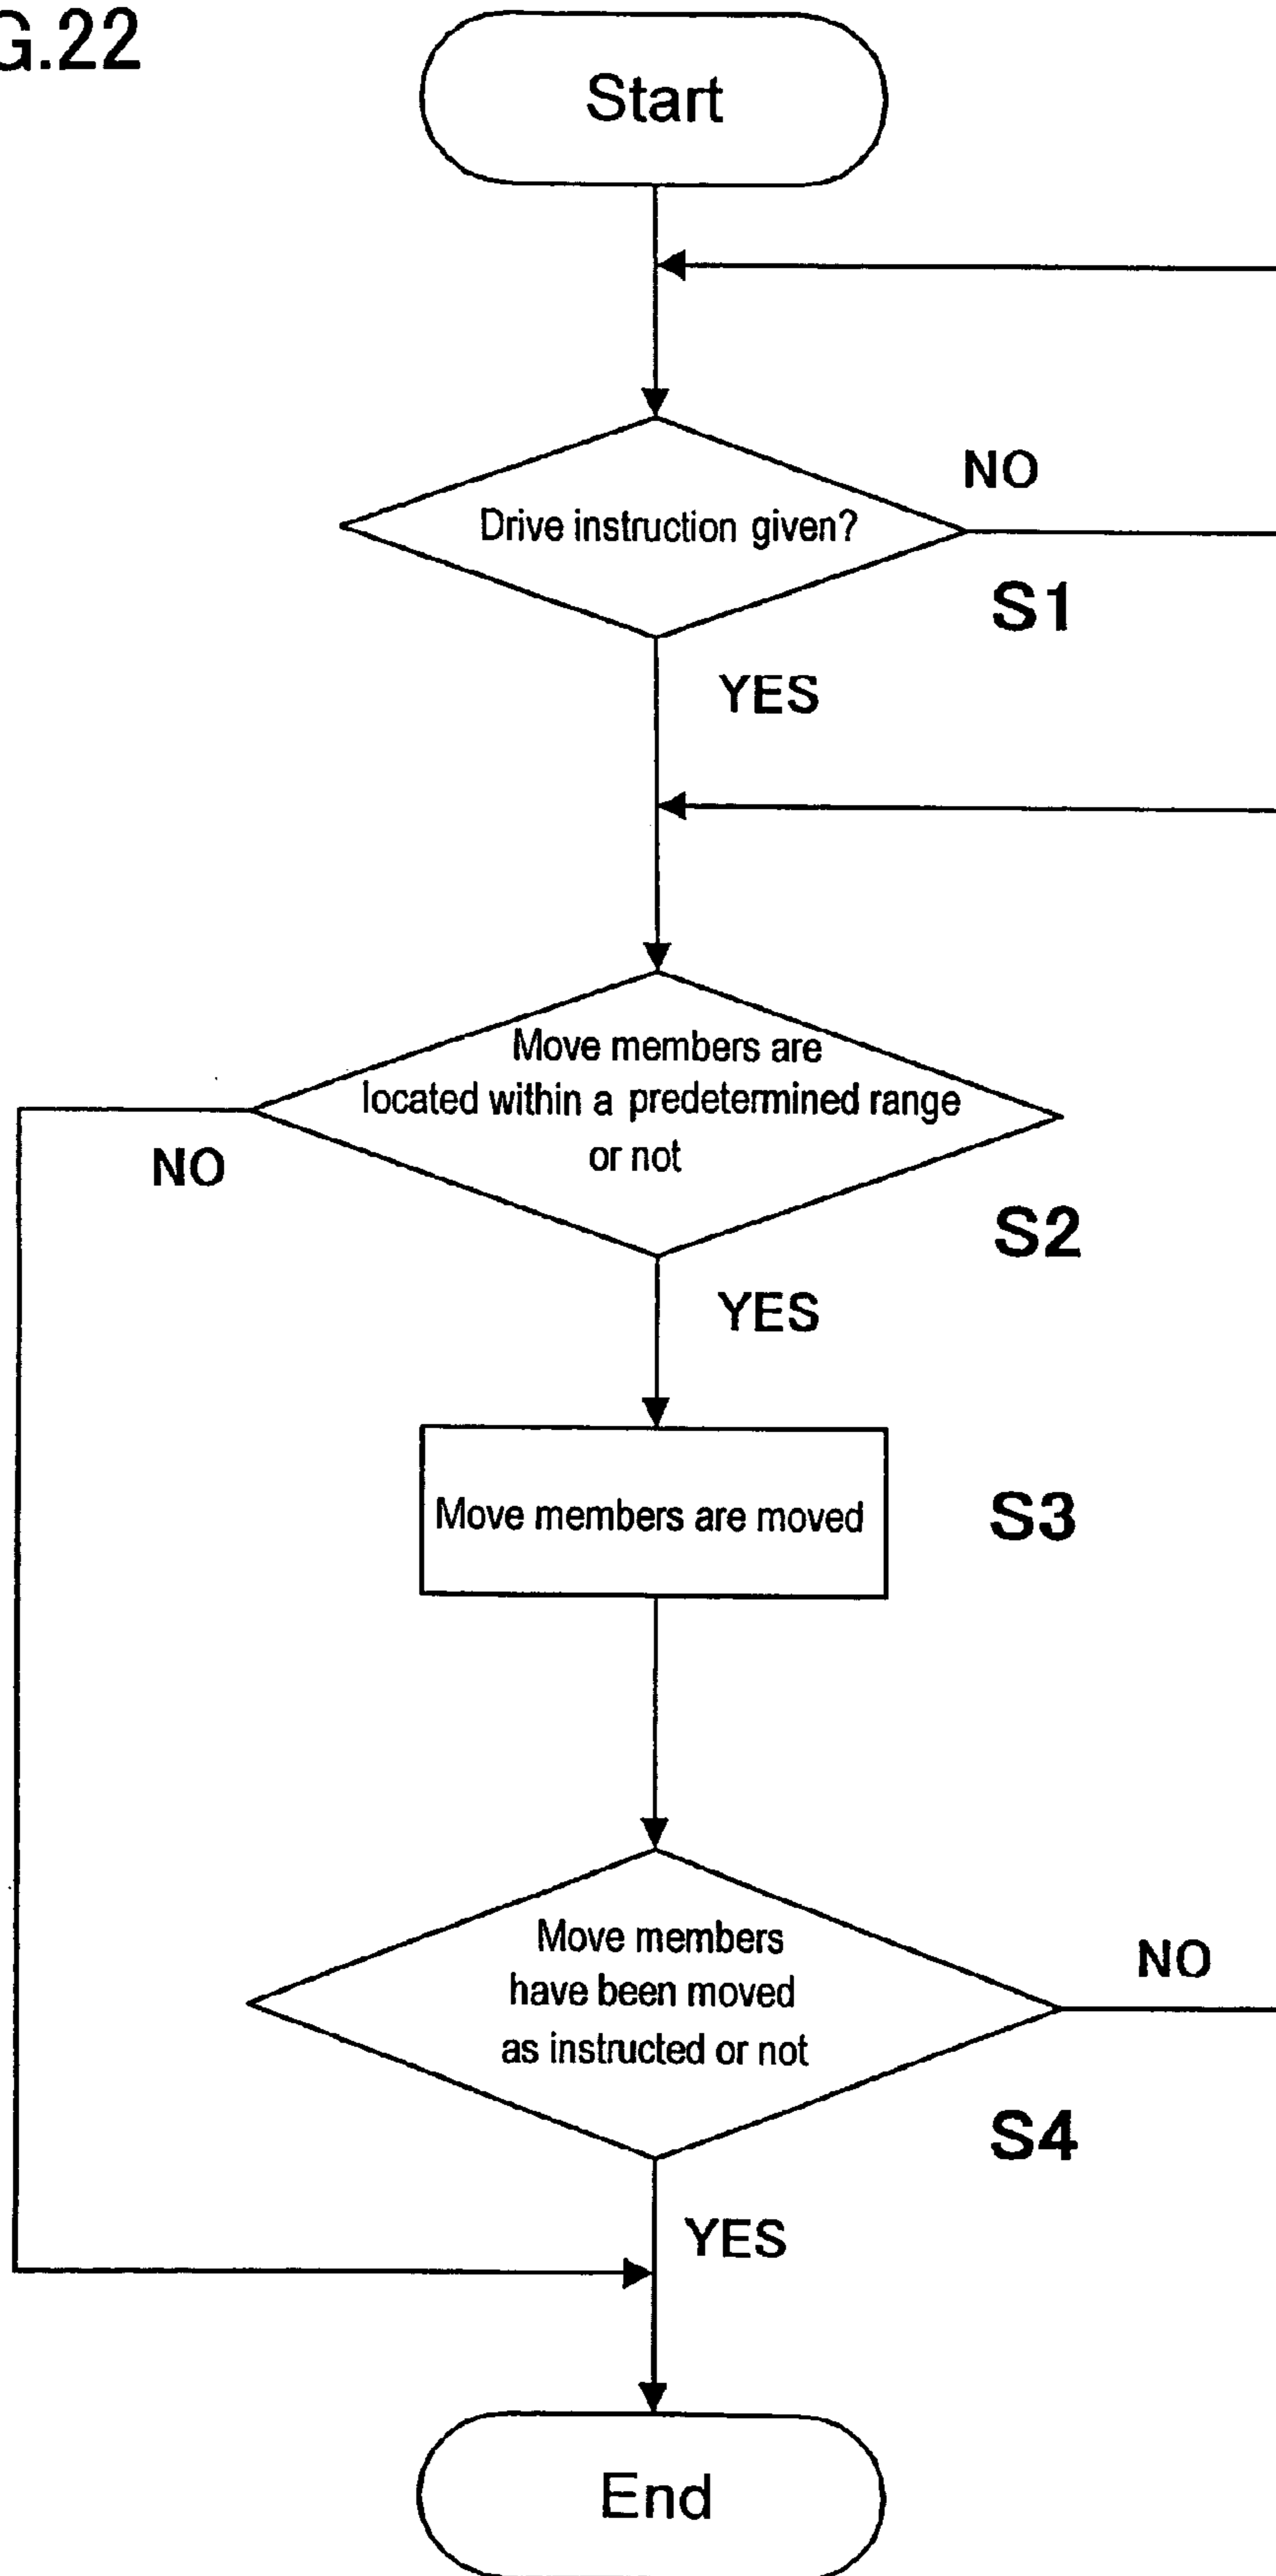 G.22
Start
Drive instruction given?
NO
S1
YES
Move members are
located within a predetermined range
or not
NO
S2
YES
Move members are moved
S3
Move members
have been moved
as instructed or not
NO
S4
YES
End